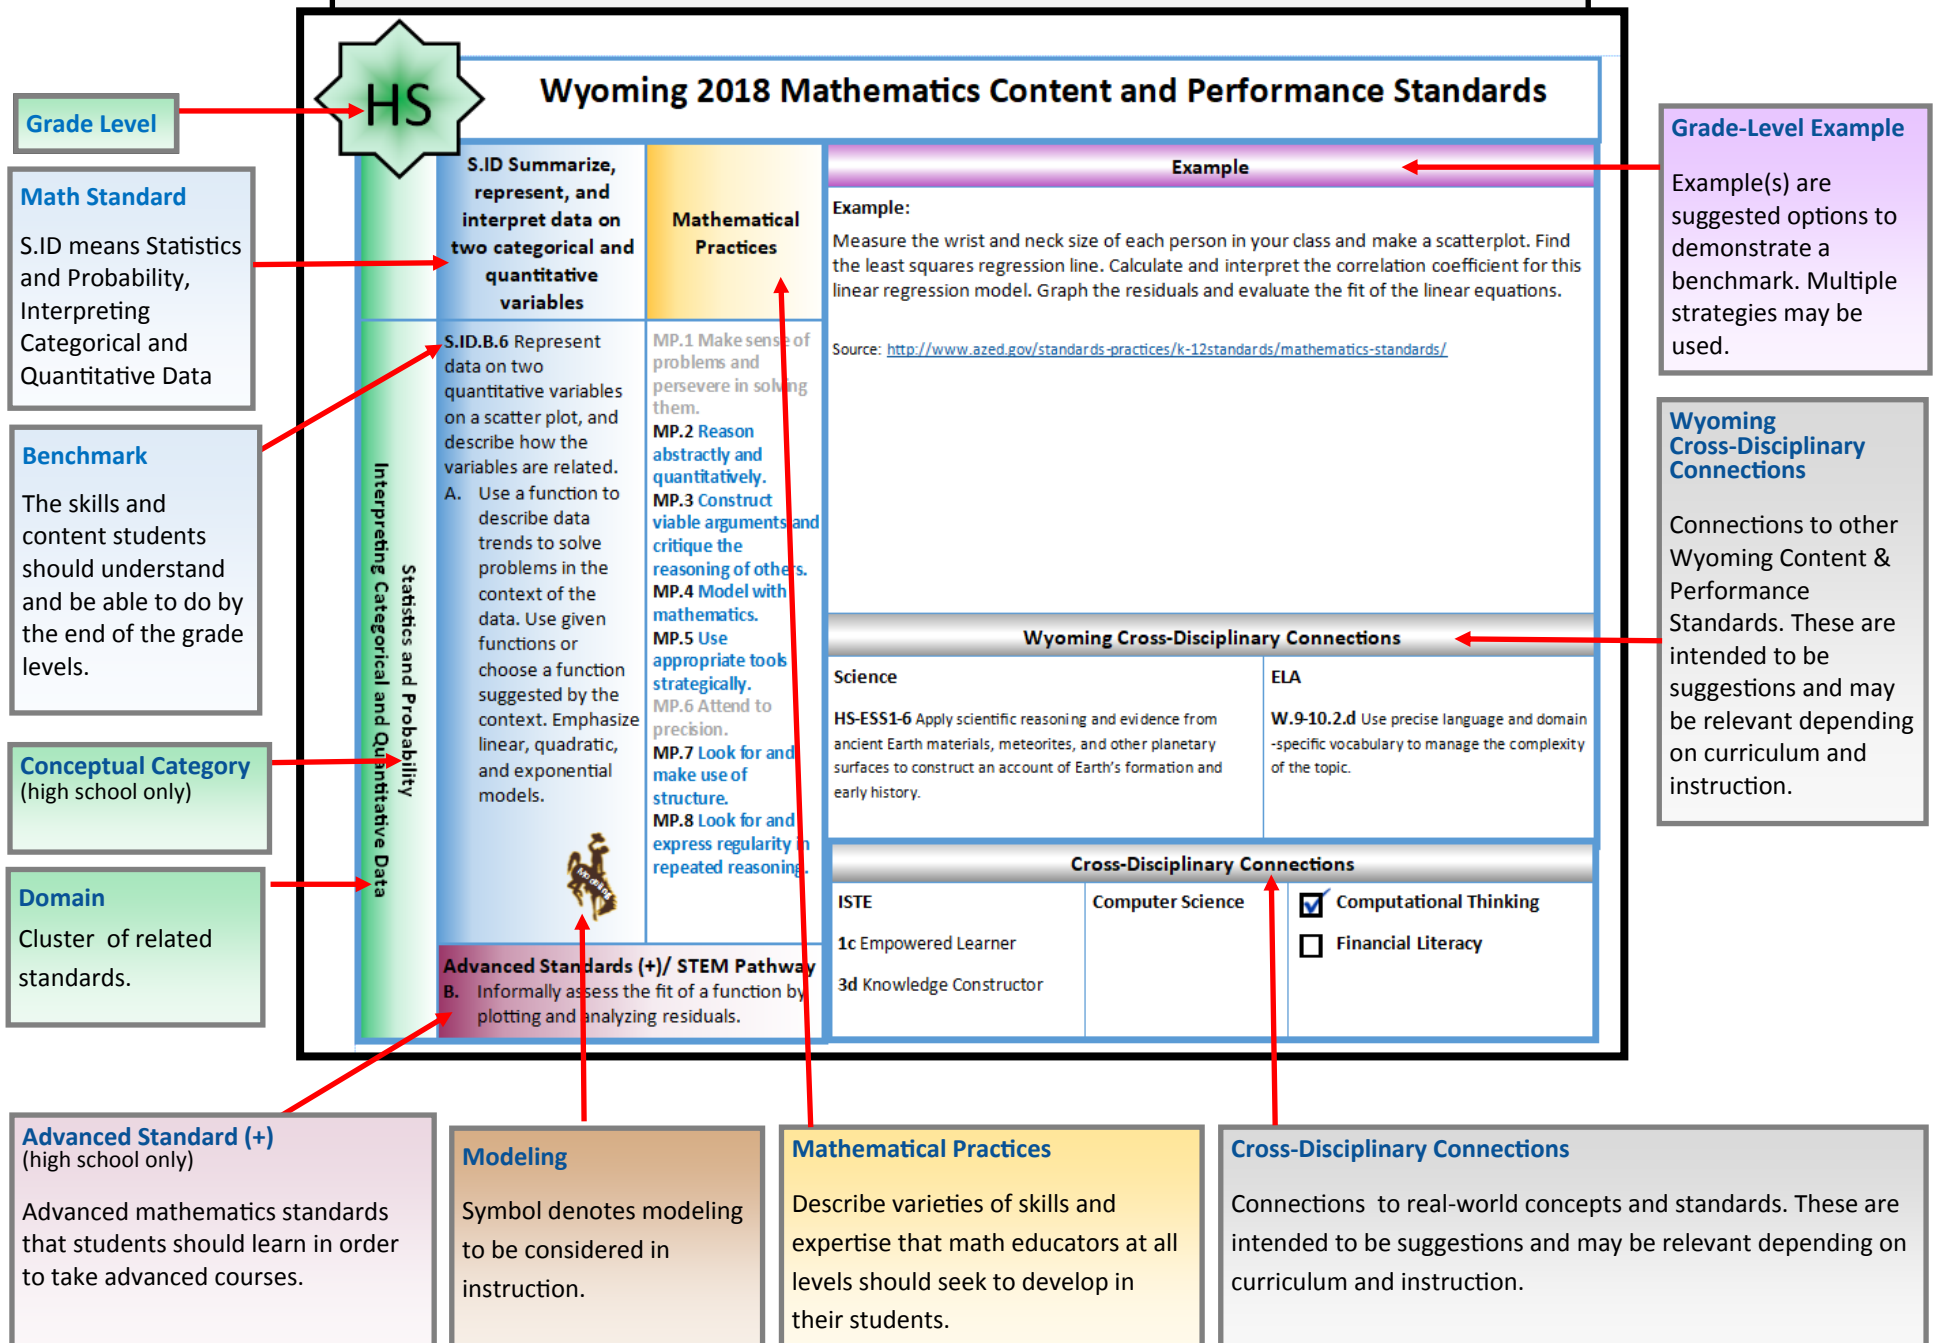 HS
Wyoming 2018 Mathematics Content and Performance Standards
Grade Level
Math Standard
S.ID means Statistics
and Probability,
Interpreting
Categorical and
Quantitative Data
Benchmark
The skills and
content students
should understand
and be able to do by
the end of the grade
levels.
Conceptual Category
(high school only)
Domain
Cluster of related
standards.
Statistics and Probability
Interpreting Categorical and Quantitative Data
S.ID Summarize,
represent, and
interpret data on
two categorical and
quantitative
variables
S.ID.B.6 Represent
data on two
quantitative variables
on a scatter plot, and
describe how the
variables are related.
A. Use a function to
describe data
trends to solve
problems in the
context of the
data. Use given
functions or
choose a function
suggested by the
context. Emphasize
linear, quadratic,
and exponential
models.
Modeling
Mathematical
Practices
MP.1 Make sense of
problems and
persevere in solving
them.
MP.2 Reason
abstractly and
quantitatively.
MP.3 Construct
viable arguments and
critique the
reasoning of others.
MP.4 Model with
mathematics.
MP.5 Use
appropriate tools
strategically.
MP.6 Attend to
precision.
MP.7 Look for and
make use of
structure.
MP.8 Look for and
express regularity in
repeated reasoning.
Advanced Standards (+)/ STEM Pathway
B. Informally assess the fit of a function by
plotting and analyzing residuals.
Example
Example:
Measure the wrist and neck size of each person in your class and make a scatterplot. Find
the least squares regression line. Calculate and interpret the correlation coefficient for this
linear regression model. Graph the residuals and evaluate the fit of the linear equations.
Source: http://www.azed.gov/standards-practices/k-12standards/mathematics-standards/
Wyoming Cross-Disciplinary Connections
Science
HS-ESS1-6 Apply scientific reasoning and evidence from
ancient Earth materials, meteorites, and other planetary
surfaces to construct an account of Earth's formation and
early history.
ELA
W.9-10.2.d Use precise language and domain
-specific vocabulary to manage the complexity
of the topic.
Cross-Disciplinary Connections
ISTE
1c Empowered Learner
3d Knowledge Constructor
Computer Science
Computational Thinking
Financial Literacy
Grade-Level Example
Example(s) are
suggested options to
demonstrate a
benchmark. Multiple
strategies may be
used.
Wyoming
Cross-Disciplinary
Connections
Connections to other
Wyoming Content &
Performance
Standards. These are
intended to be
suggestions and may
be relevant depending
on curriculum and
instruction.
Advanced Standard (+)
(high school only)
Advanced mathematics standards
that students should learn in order
to take advanced courses.
Modeling
Symbol denotes modeling
to be considered in
instruction.
Mathematical Practices
Describe varieties of skills and
expertise that math educators at all
levels should seek to develop in
their students.
Cross-Disciplinary Connections
Connections to real-world concepts and standards. These are
intended to be suggestions and may be relevant depending on
curriculum and instruction.